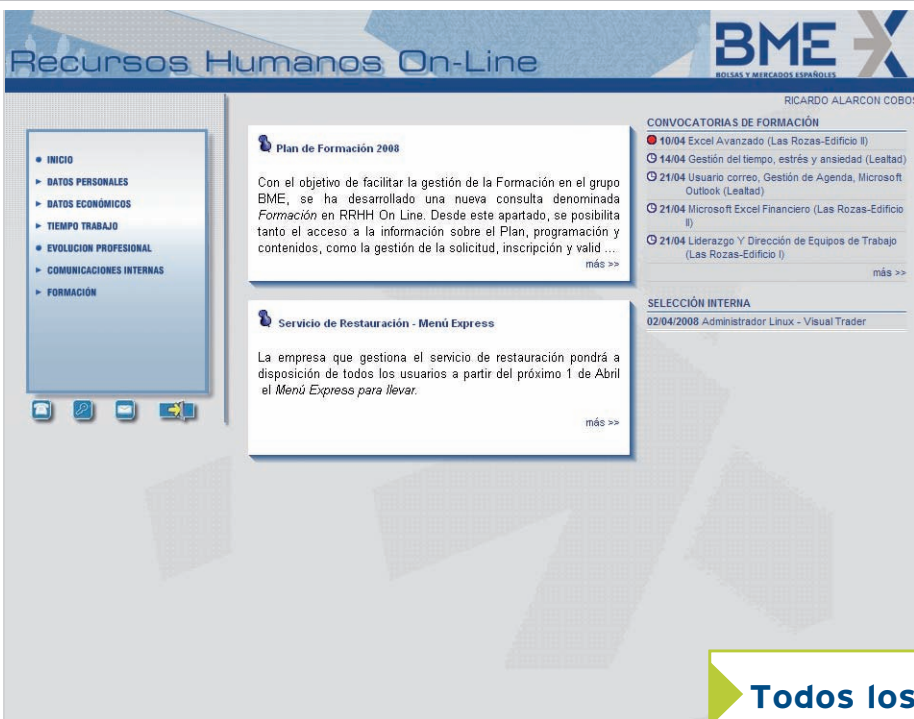 Recursos Humanos On-Line
BME X
BOLSAS Y MERCADOS ESPAÑOLES
RICARDO ALARCON COBOS
INICIO
DATOS PERSONALES
DATOS ECONÓMICOS
TIEMPO TRABAJO
EVOLUCION PROFESIONAL
COMUNICACIONES INTERNAS
FORMACIÓN
Plan de Formación 2008
Con el objetivo de facilitar la gestión de la Formación en el grupo
BME, se ha desarrollado una nueva consulta denominada
Formación en RRHH On Line. Desde este apartado, se posibilita
tanto el acceso a la información sobre el Plan, programación y
contenidos, como la gestión de la solicitud, inscripción y valid ...
más >>
Servicio de Restauración - Menú Express
La empresa que gestiona el servicio de restauración pondrá a
disposición de todos los usuarios a partir del próximo 1 de Abril
el Menú Express para llevar.
más >>
CONVOCATORIAS DE FORMACIÓN
10/04 Excel Avanzado (Las Rozas-Edificio II)
14/04 Gestión del tiempo, estrés y ansiedad (Lealtad)
21/04 Usuario correo, Gestión de Agenda, Microsoft
Outlook (Lealtad)
21/04 Microsoft Excel Financiero (Las Rozas-Edificio
II)
21/04 Liderazgo Y Dirección de Equipos de Trabajo
(Las Rozas-Edificio I)
más >>
SELECCIÓN INTERNA
02/04/2008 Administrador Linux - Visual Trader
Todos los